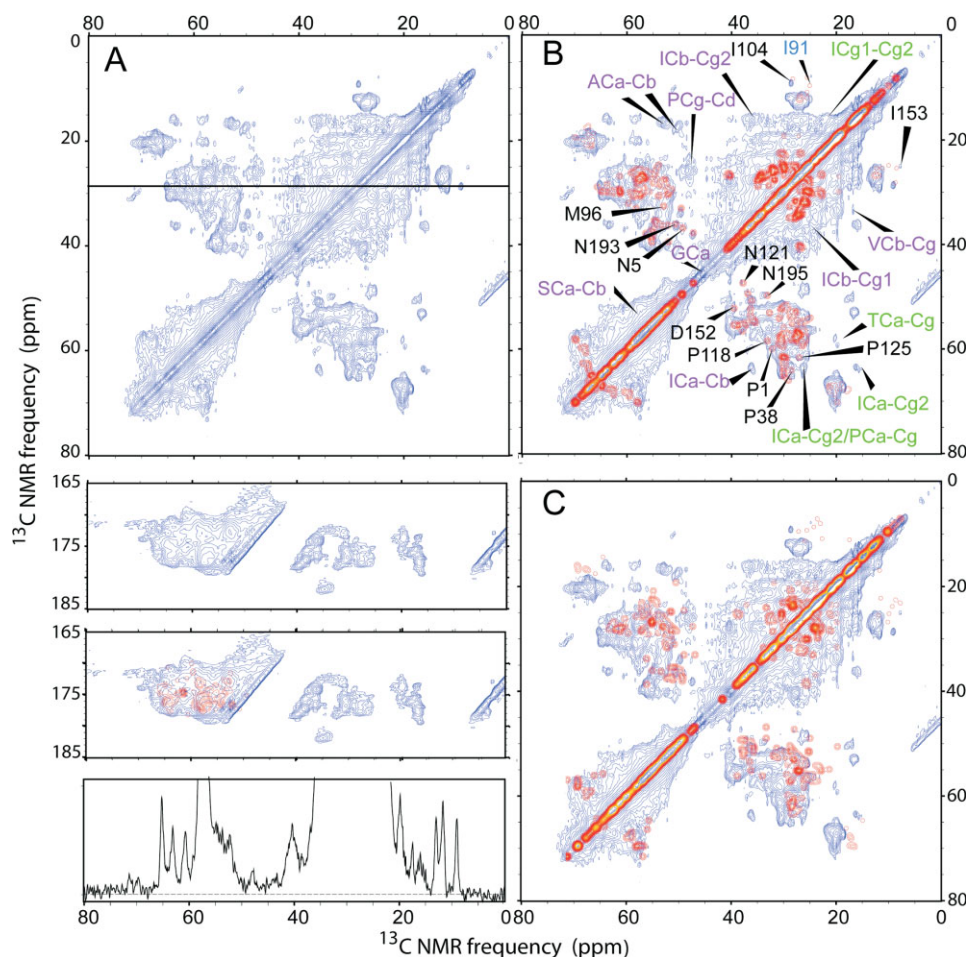 80 60 40 20 0
80 60 40 20 0
0
20
40
60
80
A
B
ICb-Cg2
I104
I91
ICg1-Cg2
ACa-Cb
PCg-Cd
I153
M96
N193
N5
GCa
SCa-Cb
N121
N195
VCb-Cg
ICb-Cg1
D152
P118
ICa-Cb
P1
P38
TCa-Cg
P125
ICa-Cg2
ICa-Cg2/PCa-Cg
0
20
40
60
80
13C NMR frequency (ppm)
165
175
185
165
175
185
80 60 40 20
C
0
20
40
60
80
80 60 40 20 0
13C NMR frequency (ppm)